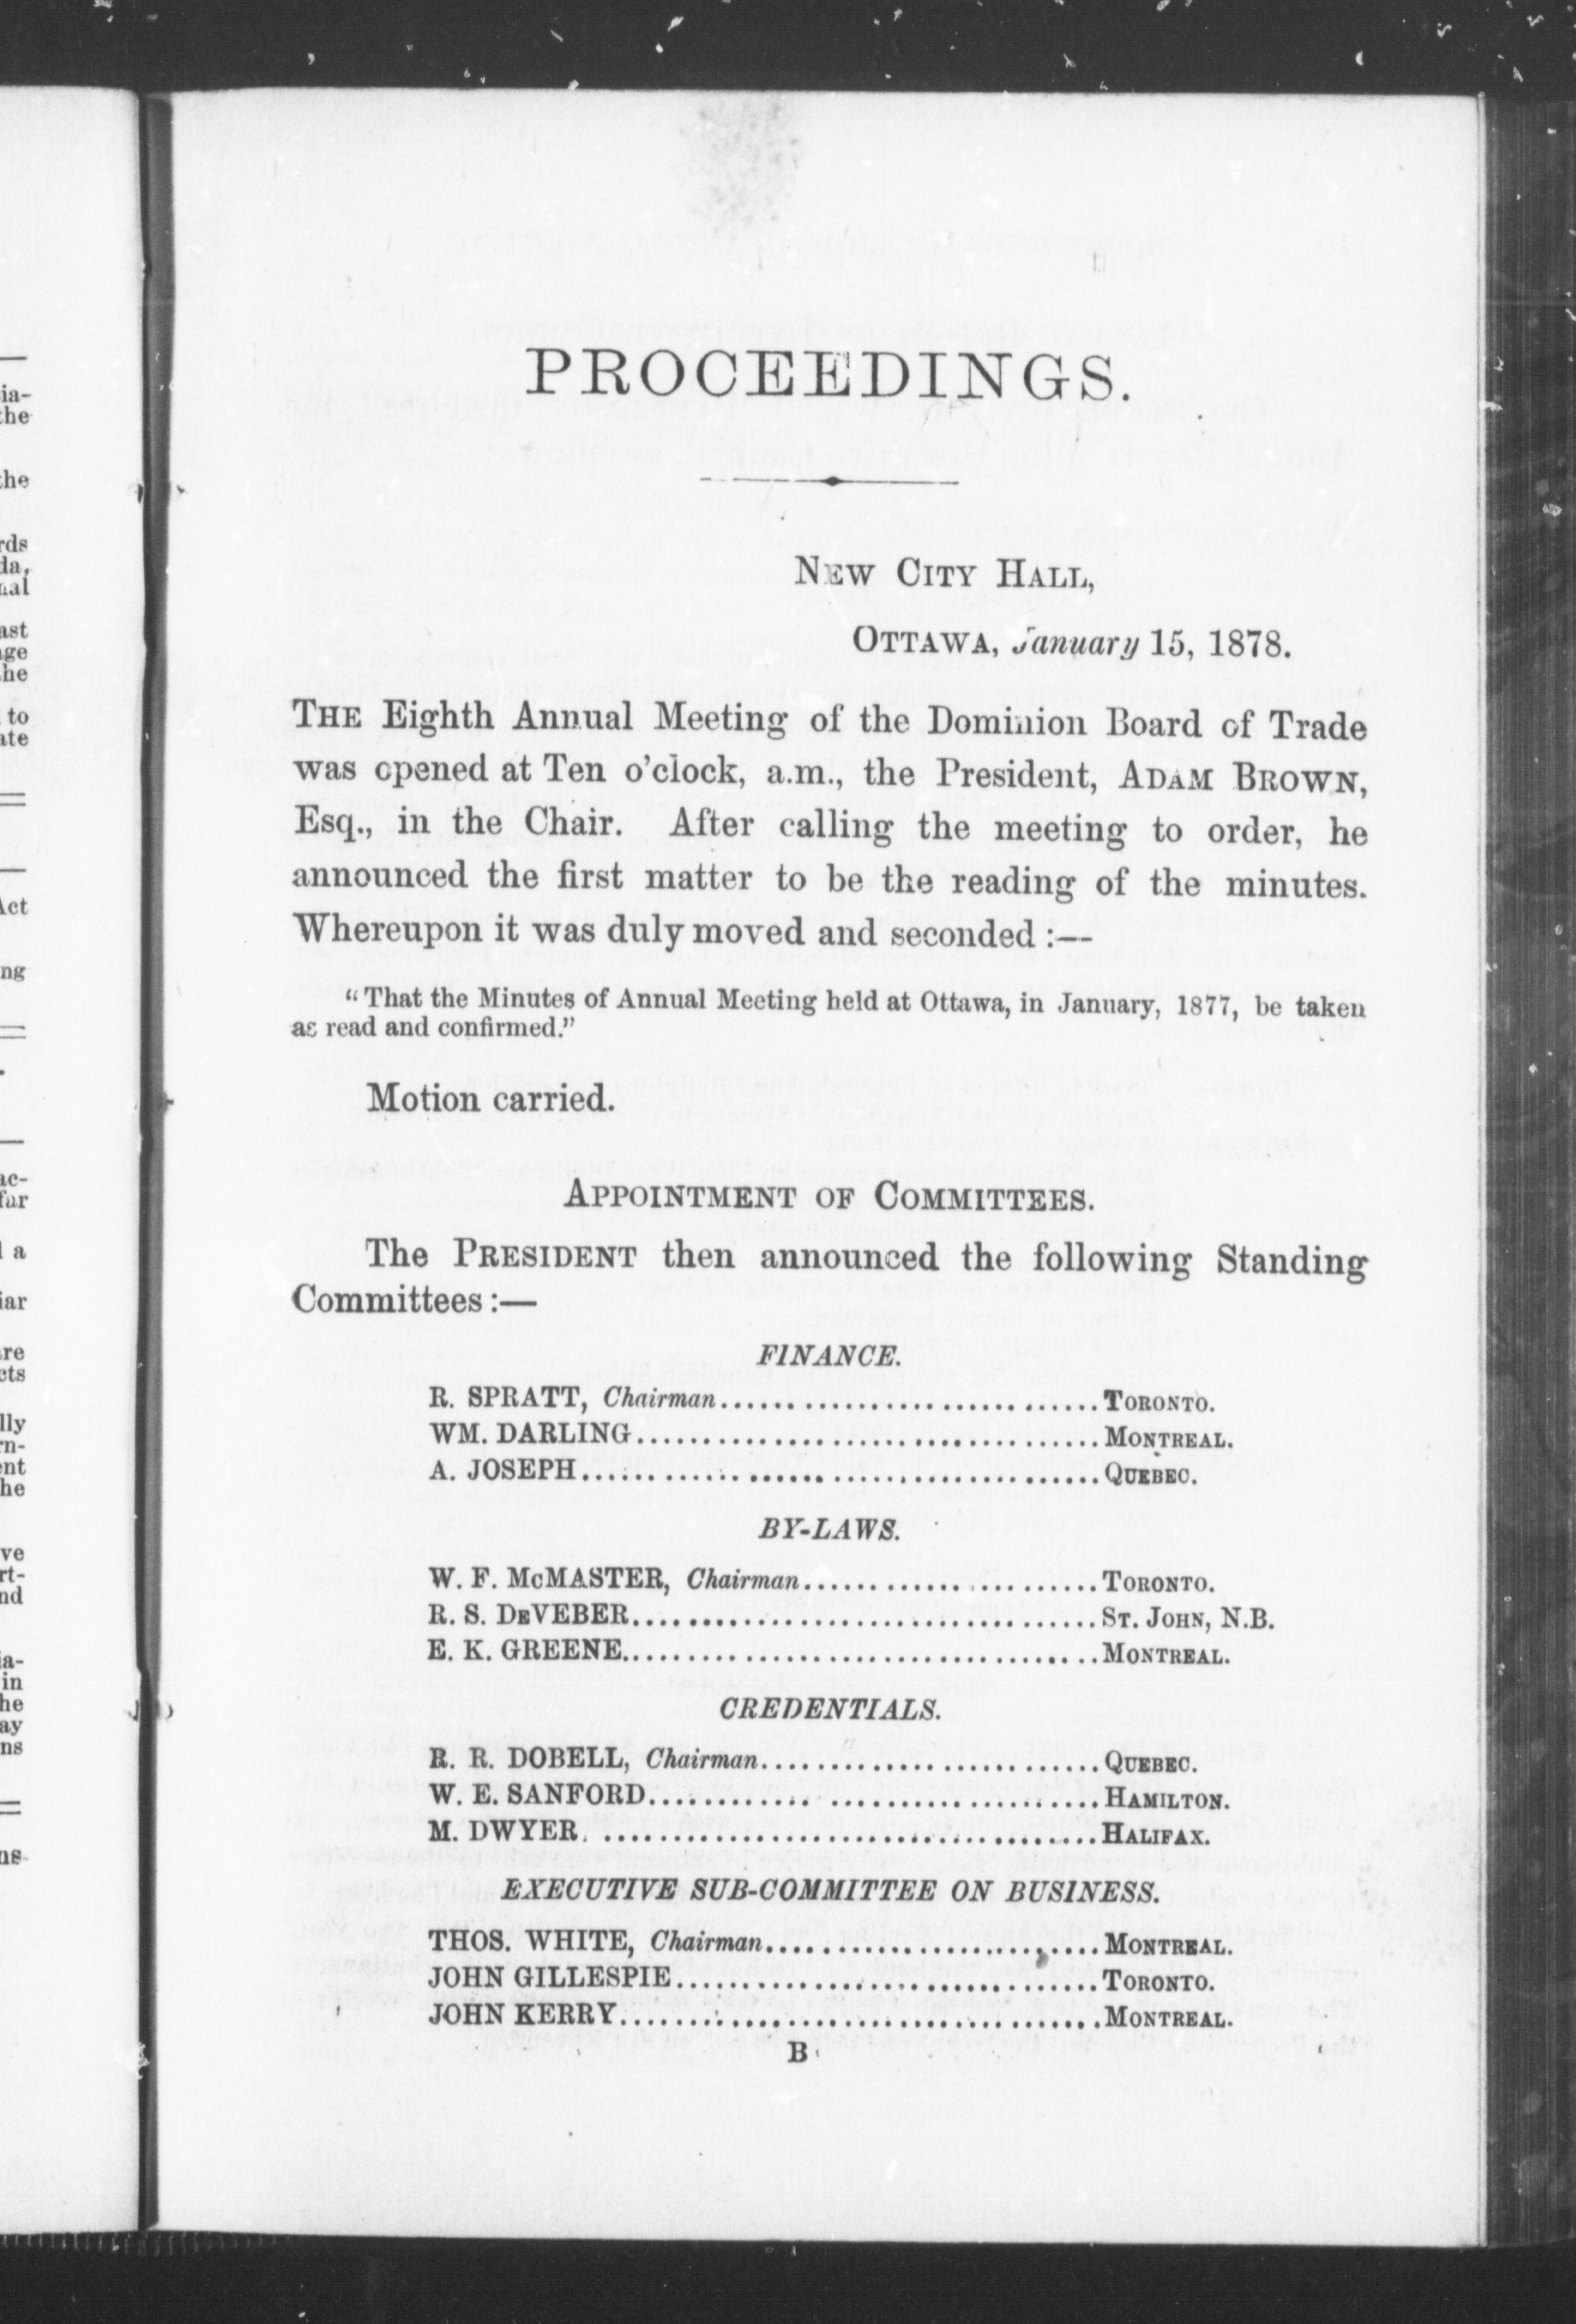 PROCEEDINGS.
NEW CITY HALL,
OTTAWA, January 15, 1878.
THE Eighth Annual Meeting of the Dominion Board of Trade
was opened at Ten o'clock, a.m., the President, ADAM BROWN,
Esq., in the Chair. After calling the meeting to order, he
announced the first matter to be the reading of the minutes.
Whereupon it was duly moved and seconded :—
"That the Minutes of Annual Meeting held at Ottawa, in January, 1877, be taken
as read and confirmed."
Motion carried.
APPOINTMENT OF COMMITTEES.
The PRESIDENT then announced the following Standing
Committees :—
FINANCE.
R. SPRATT, Chairman........................................TORONTO.
WM. DARLING........................................MONTREAL.
A. JOSEPH........................................QUEBEC.
BY-LAWS.
W. F. McMASTER, Chairman........................................TORONTO.
R. S. DEVEBER........................................ST. JOHN, N.B.
E. K. GREENE........................................MONTREAL.
CREDENTIALS.
R. R. DOBELL, Chairman........................................QUEBEC.
W. E. SANFORD........................................HAMILTON.
M. DWYER........................................HALIFAX.
EXECUTIVE SUB-COMMITTEE ON BUSINESS.
THOS. WHITE, Chairman........................................MONTREAL.
JOHN GILLESPIE........................................TORONTO.
JOHN KERRY........................................MONTREAL.
B